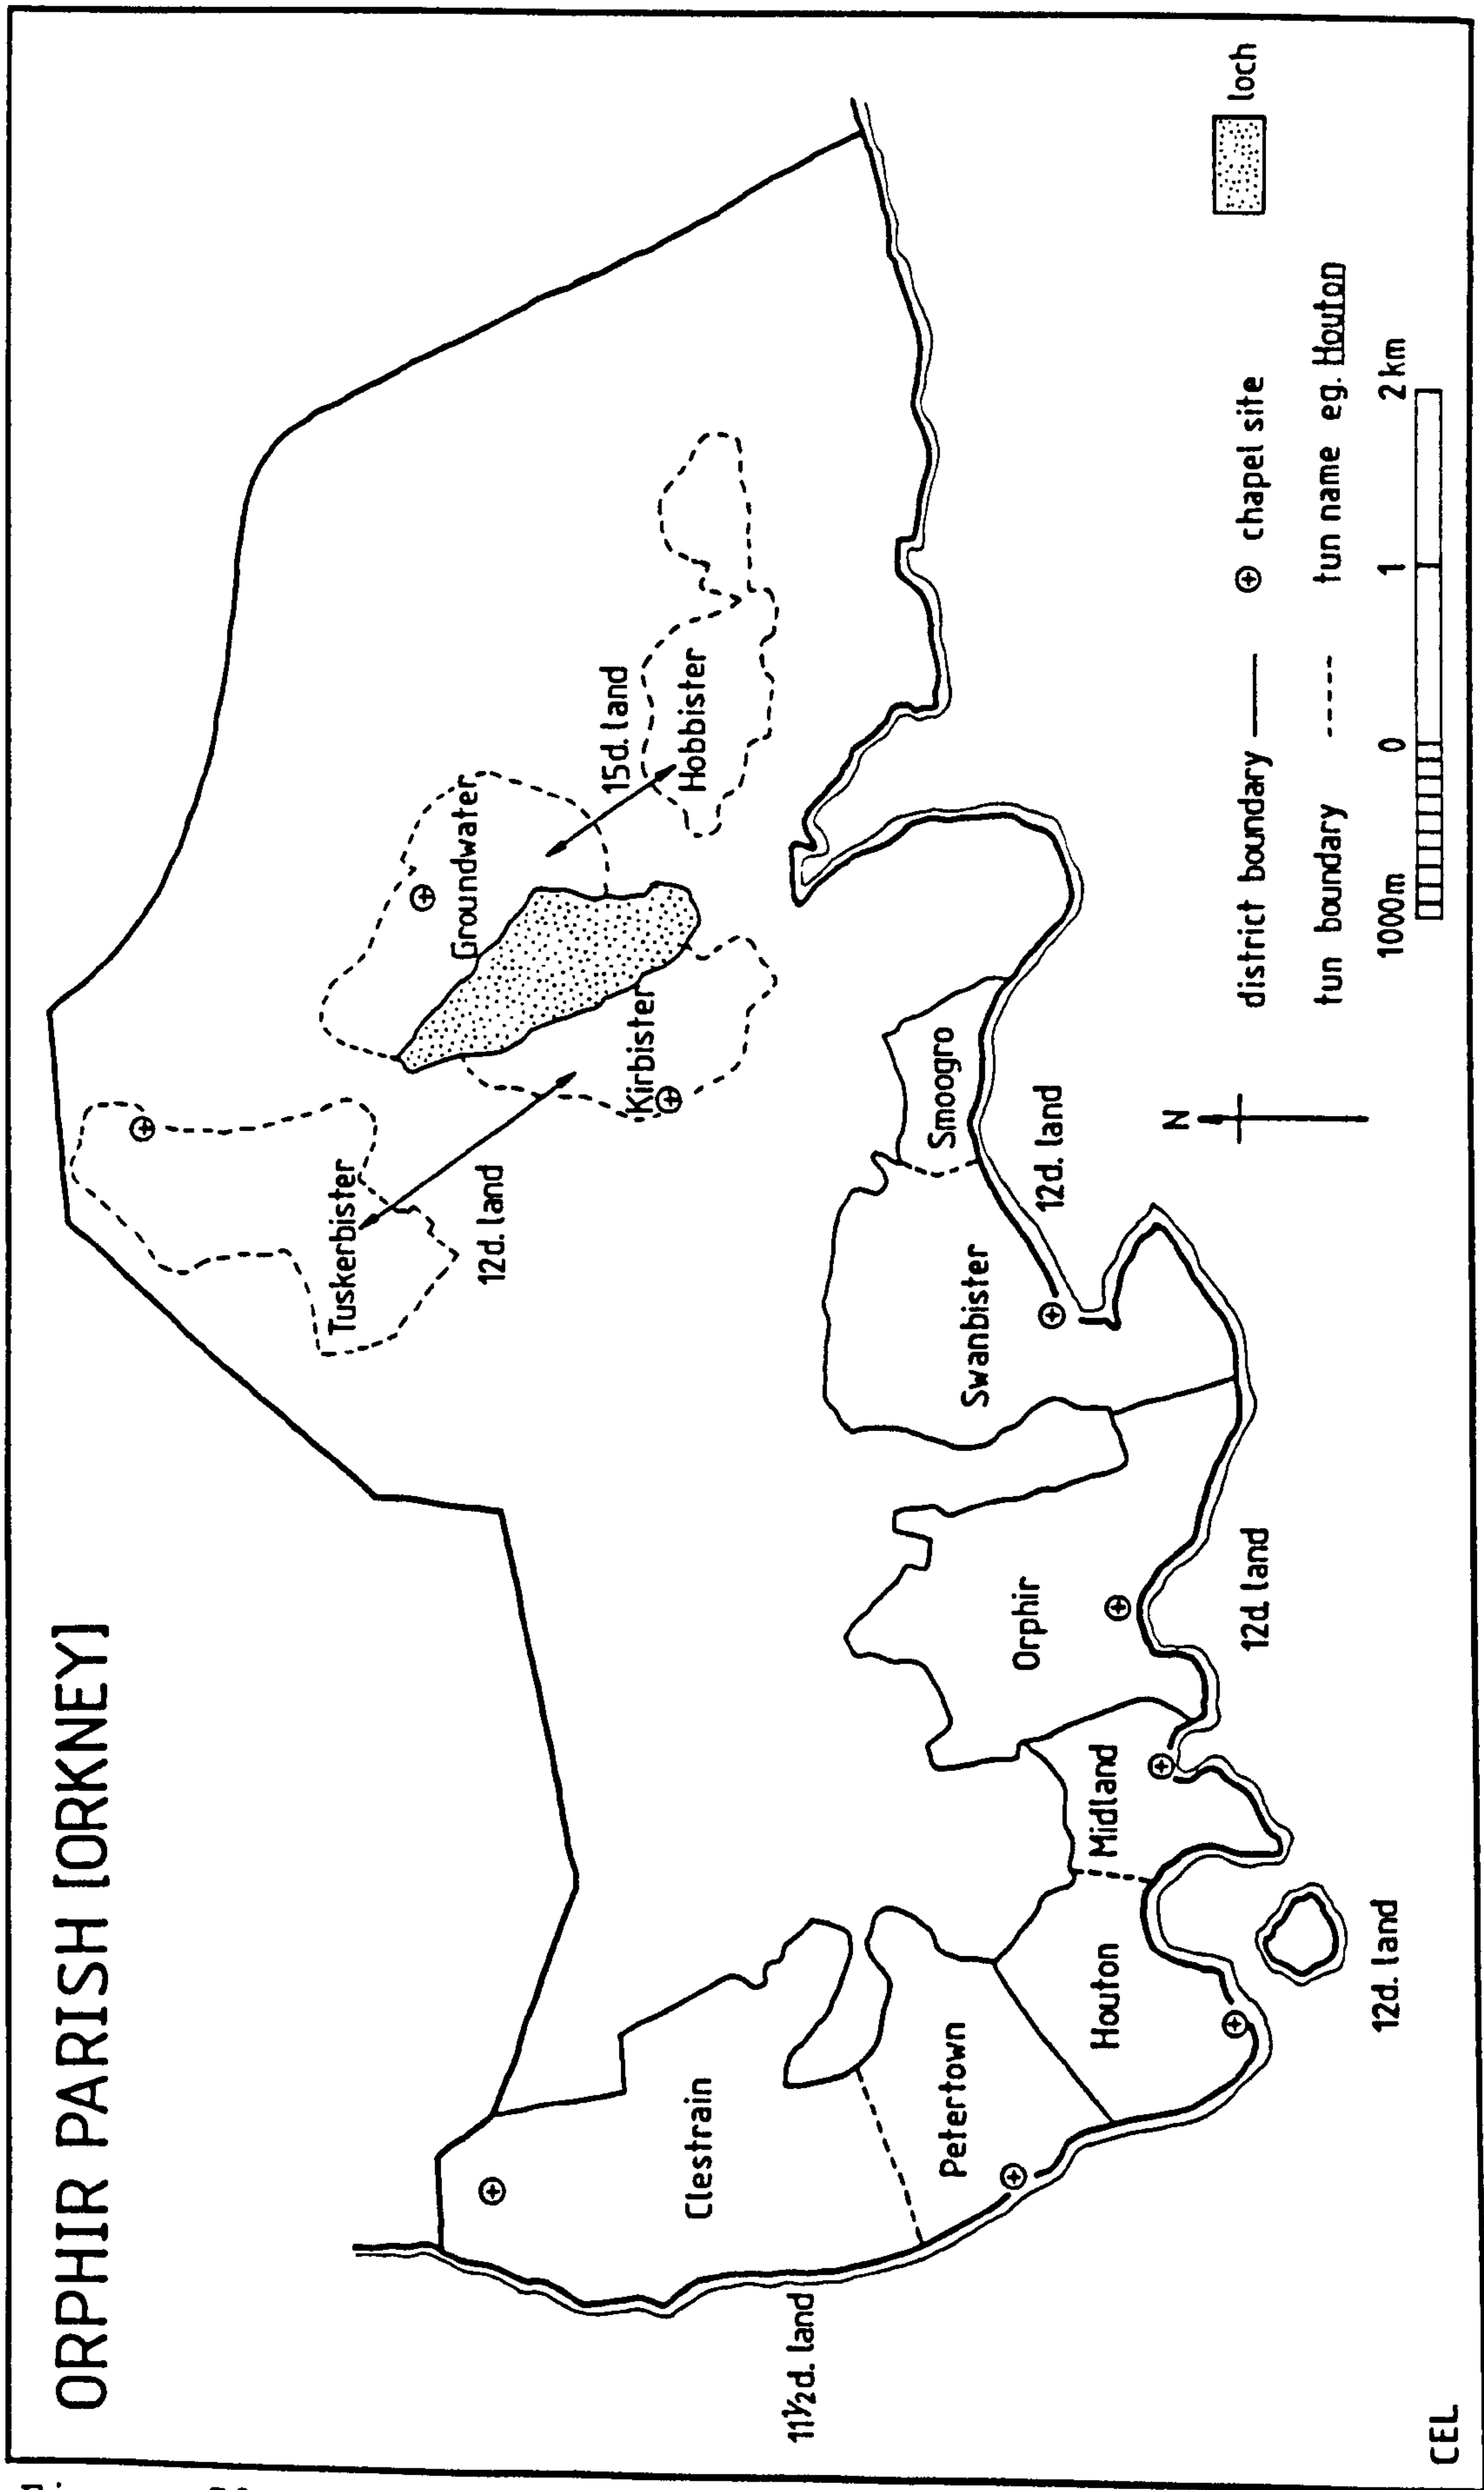 ORPHIR PARISH [ORKNEY]
Tuskerbister
12d. land
Groundwater
Kirbister
15d. land
Hobbister
Clestrain
11½d. land
Petertown
Houton
Midland
12d. land
Orphir
12d. land
Swanbister
Smoogro
12d. land
N
district boundary
chapel site
loch
tun boundary
tun name eg. Houton
1000m 0 1 2km
CEL